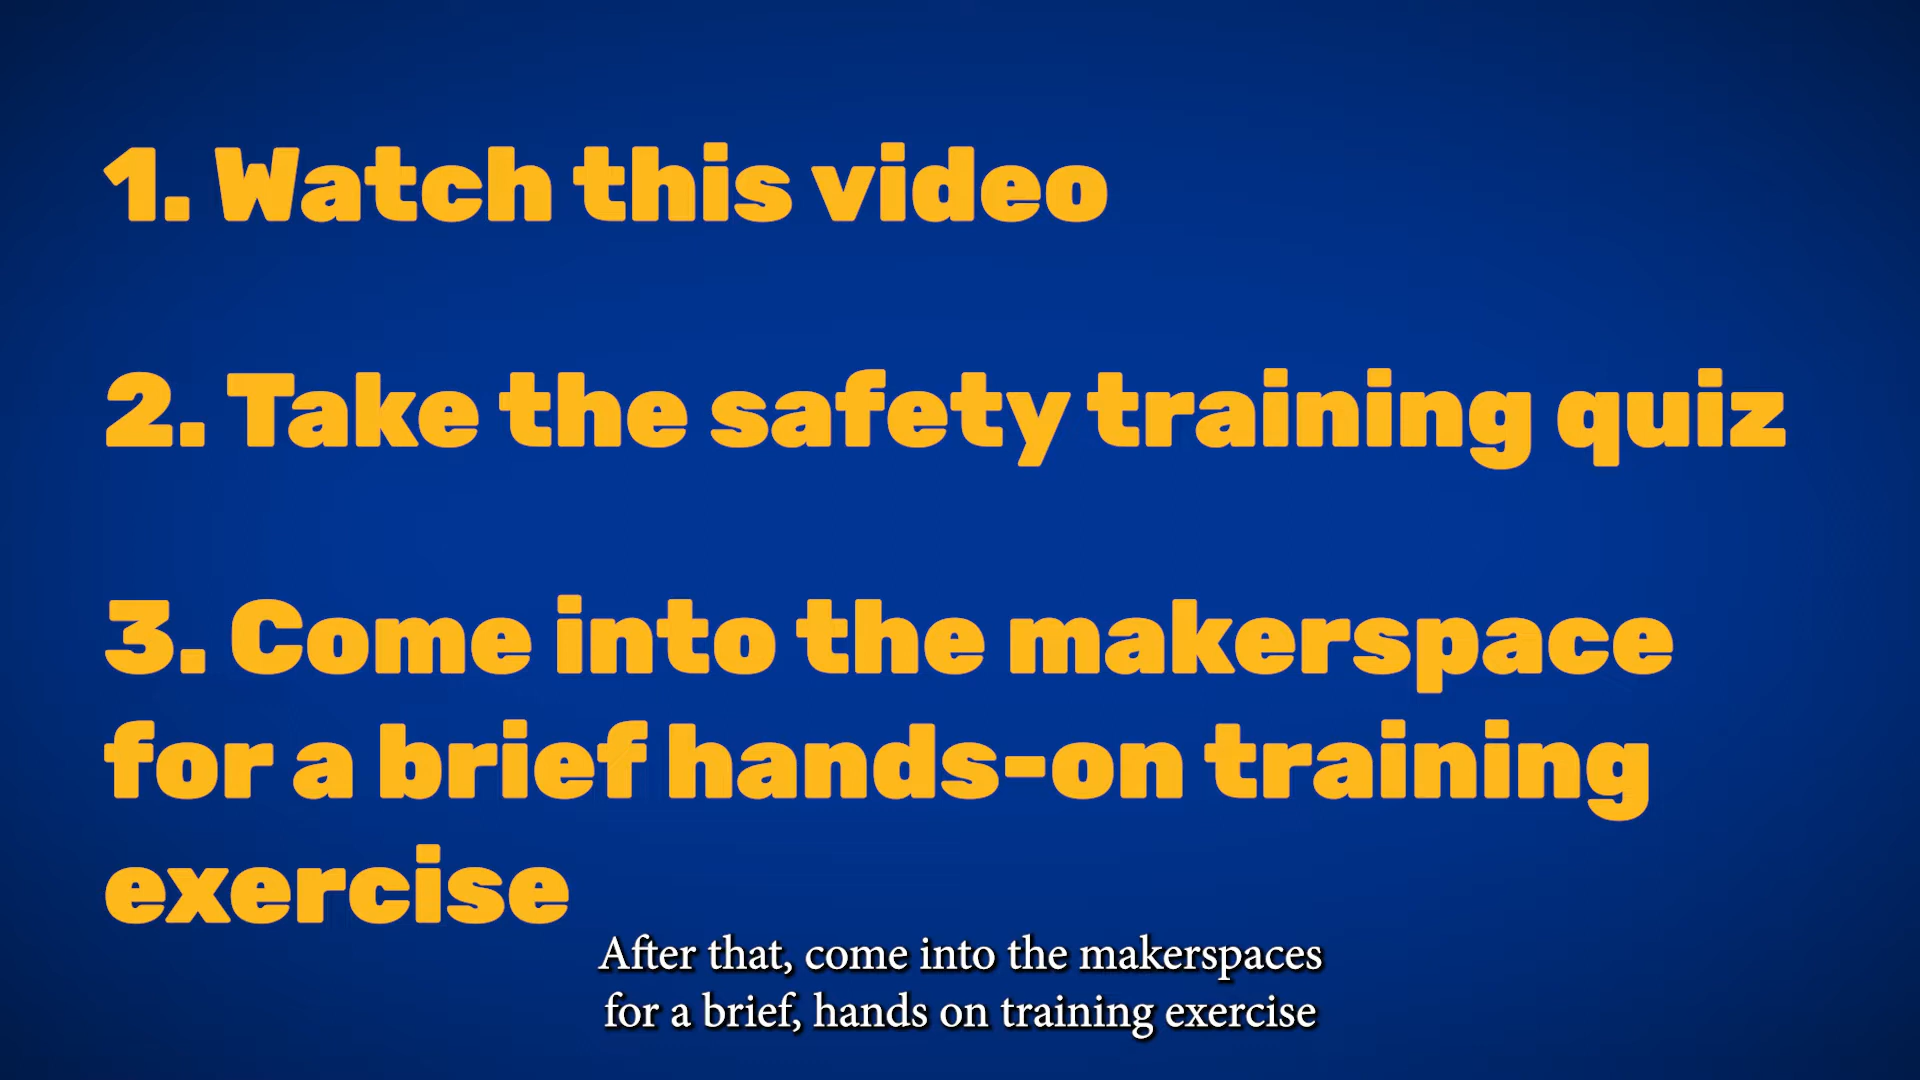 1. Watch this video
2. Take the safety training quiz
3. Come into the makerspace
for a brief hands-on training
exercise
After that, come into the makerspaces
for a brief, hands on training exercise